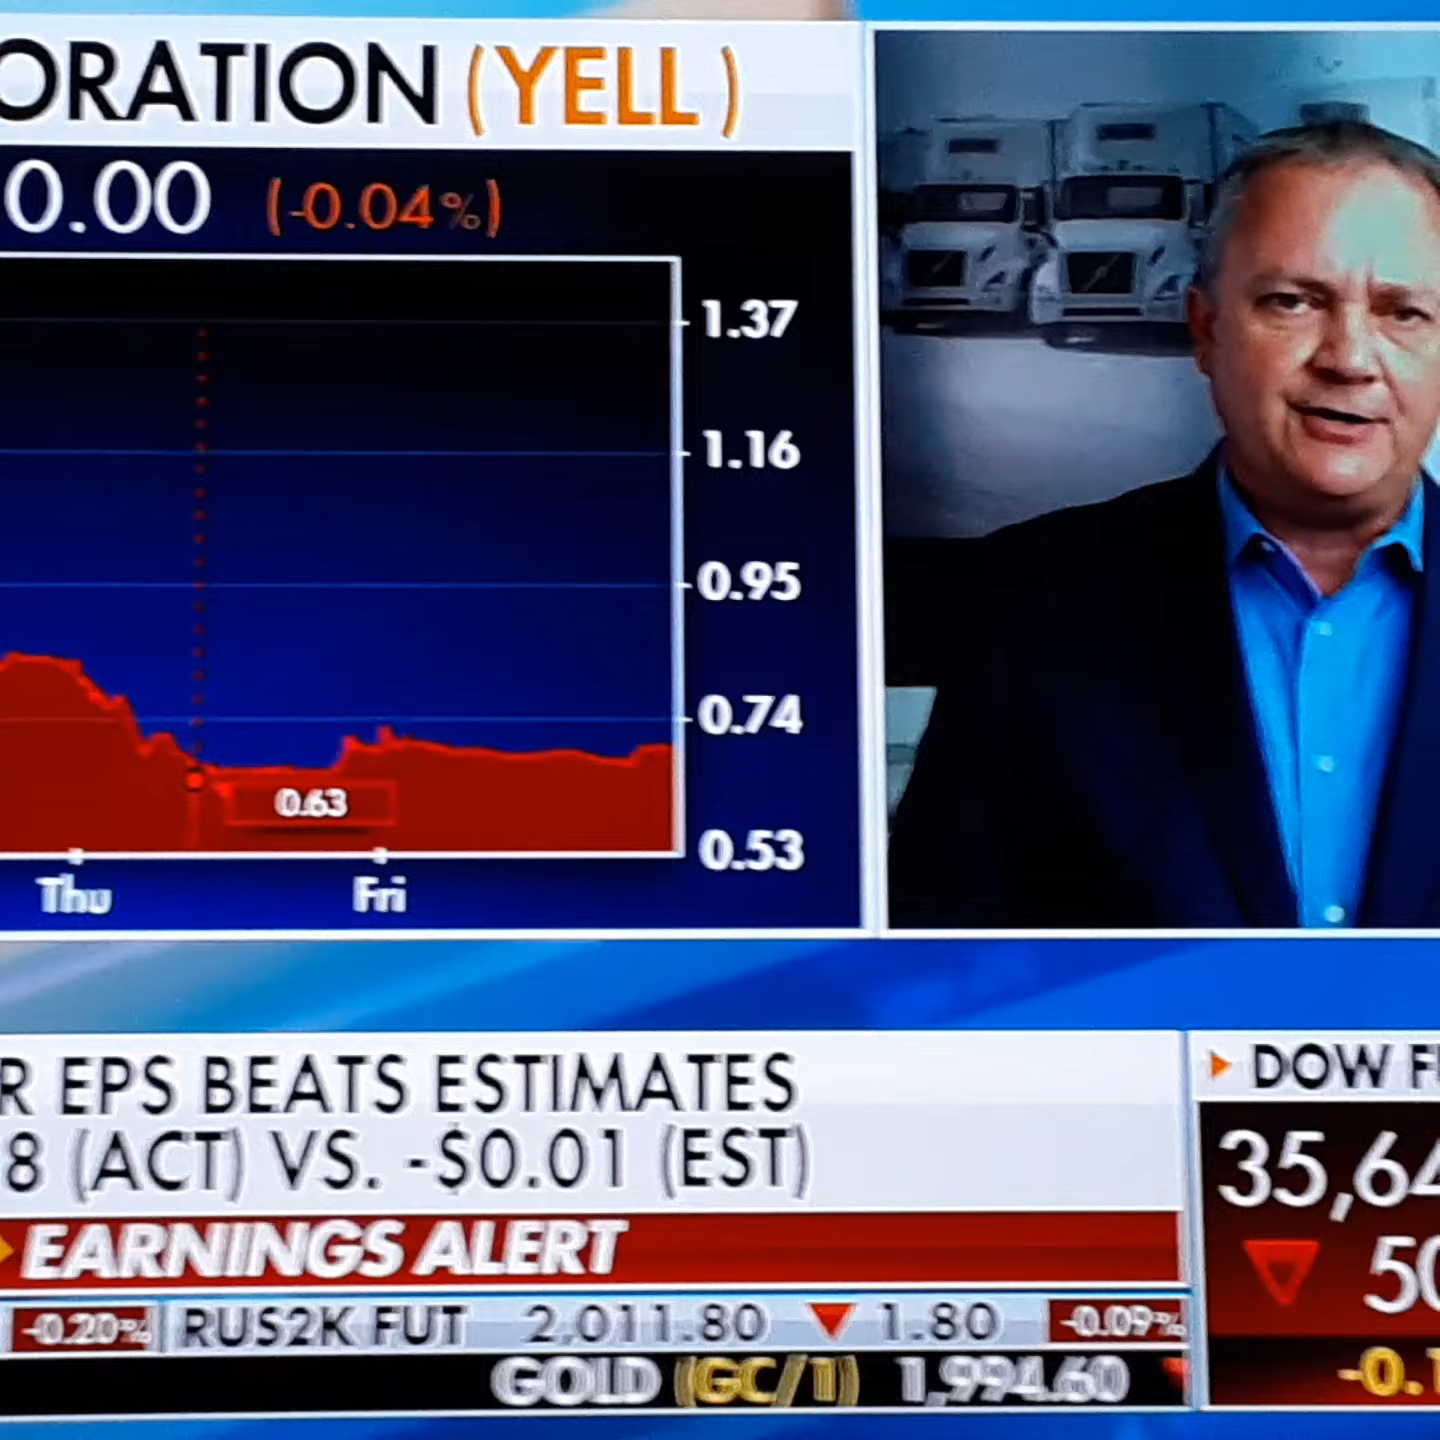 ORATION (YELL)
0.00 (-0.04%)
1.37
1.16
0.95
0.74
0.63
0.53
Thu Fri
R EPS BEATS ESTIMATES
8 (ACT) VS. -$0.01 (EST)
EARNINGS ALERT
-0.20% RUS2K FUT 2,011.80 1.80 -0.09%
GOLD (GC/1) 1,994.60
DOW F
35,64
50
-0.1